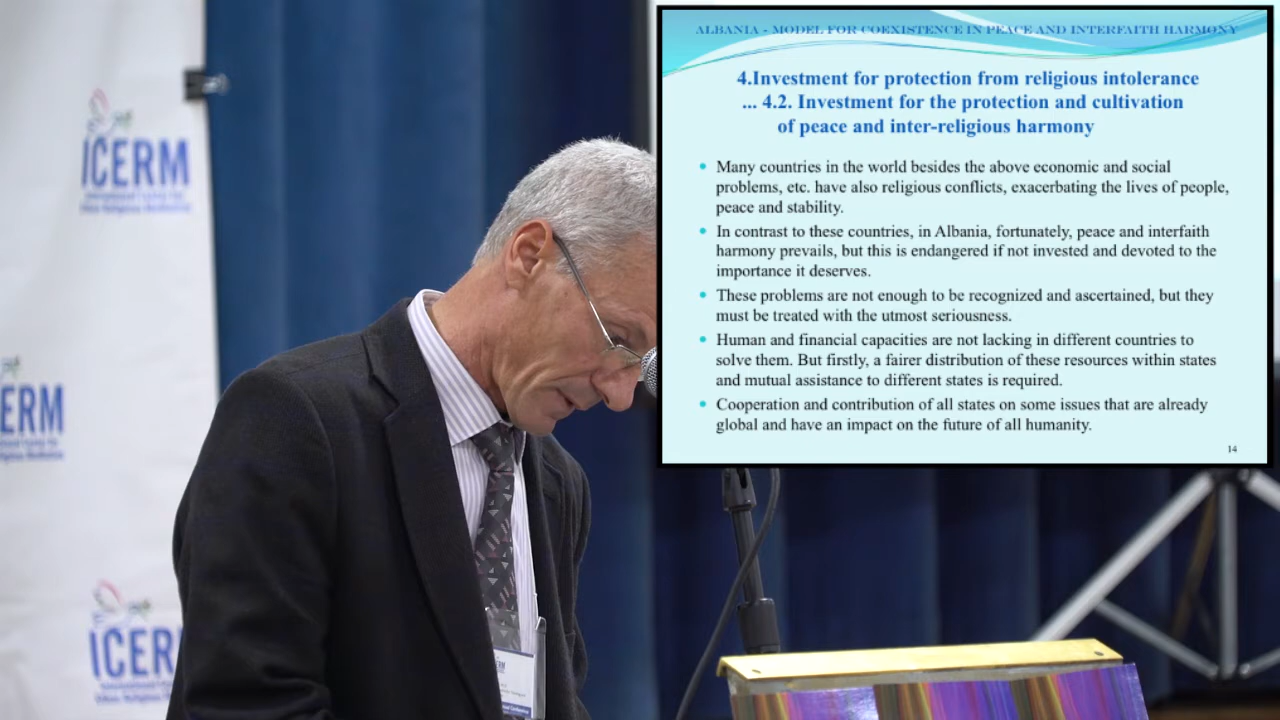 ICERM
ERM
ICER
ALBANIA - MODEL FOR COEXISTENCE IN PEACE AND INTERFAITH HARMONY
4.Investment for protection from religious intolerance
... 4.2. Investment for the protection and cultivation
of peace and inter-religious harmony
• Many countries in the world besides the above economic and social
problems, etc. have also religious conflicts, exacerbating the lives of people,
peace and stability.
• In contrast to these countries, in Albania, fortunately, peace and interfaith
harmony prevails, but this is endangered if not invested and devoted to the
importance it deserves.
• These problems are not enough to be recognized and ascertained, but they
must be treated with the utmost seriousness.
• Human and financial capacities are not lacking in different countries to
solve them. But firstly, a fairer distribution of these resources within states
and mutual assistance to different states is required.
• Cooperation and contribution of all states on some issues that are already
global and have an impact on the future of all humanity.
14